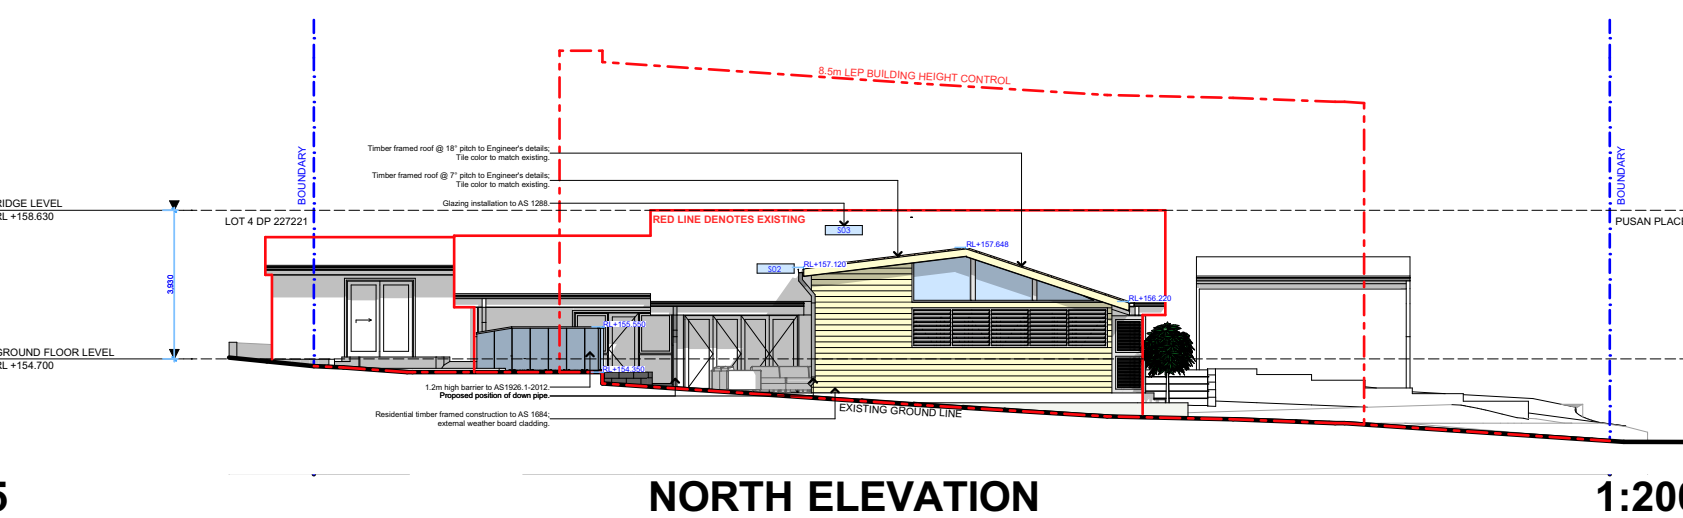 8.5m LEP BUILDING HEIGHT CONTROL
BOUNDARY
BOUNDARY
Timber framed roof @ 18° pitch to Engineer's details;
Tile color to match existing.
Timber framed roof @ 7° pitch to Engineer's details;
Tile color to match existing.
Glazing installation to AS 1288.
RIDGE LEVEL
RL +158.630
LOT 4 DP 227221
RED LINE DENOTES EXISTING
PUSAN PLACE
S03
S02
RL+157.648
RL+157.120
RL+156.220
3.930
RL+155.550
GROUND FLOOR LEVEL
RL +154.700
RL+154.350
1.2m high barrier to AS1926.1-2012.
Proposed position of down pipe.
Residential timber framed construction to AS 1684;
external weather board cladding.
EXISTING GROUND LINE
5
NORTH ELEVATION
1:200